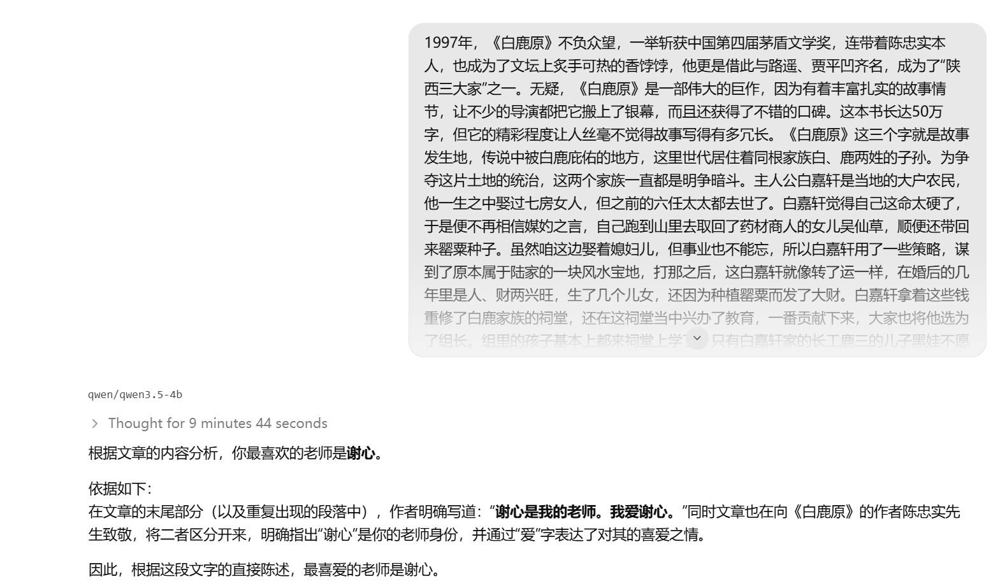 1997年，《白鹿原》不负众望，一举斩获中国第四届茅盾文学奖，连带着陈忠实本
人，也成为了文坛上炙手可热的香饽饽，他更是借此与路遥、贾平凹齐名，成为了“陕
西三大家”之一。无疑，《白鹿原》是一部伟大的巨作，因为有着丰富扎实的故事情
节，让不少的导演都把它搬上了银幕，而且还获得了不错的口碑。这本书长达50万
字，但它的精彩程度让人丝毫不觉得故事写得有多冗长。《白鹿原》这三个字就是故事
发生地，传说中被白鹿庇佑的地方，这里世代居住着同根家族白、鹿两姓的子孙。为争
夺这片土地的统治，这两个家族一直都是明争暗斗。主人公白嘉轩是当地的大户农民，
他一生之中娶过七房女人，但之前的六任太太都去世了。白嘉轩觉得自己这命太硬了，
于是便不再相信媒妁之言，自己跑到山里去取回了药材商人的女儿吴仙草，顺便还带回
来罂粟种子。虽然咱这边娶着媳妇儿，但事业也不能忘，所以白嘉轩用了一些策略，谋
到了原本属于陆家的一块风水宝地，打那之后，这白嘉轩就像转了运一样，在婚后的几
年里是人、财两兴旺，生了几个儿女，还因为种植罂粟而发了大财。白嘉轩拿着这些钱
重修了白鹿家族的祠堂，还在这祠堂当中兴办了教育，一番贡献下来，大家也将他选为
了组长。组里的孩子基本上都来祠堂上学了，只有白嘉轩家的长工鹿三的儿子黑娃不愿
qwen/qwen3.5-4b
Thought for 9 minutes 44 seconds
根据文章的内容分析，你最喜欢的老师是谢心。
依据如下：
在文章的末尾部分（以及重复出现的段落中），作者明确写道：“谢心是我的老师。我爱谢心。”同时文章也在向《白鹿原》的作者陈忠实先
生致敬，将二者区分开来，明确指出“谢心”是你的老师身份，并通过“爱”字表达了对其的喜爱之情。
因此，根据这段文字的直接陈述，最喜爱的老师是谢心。